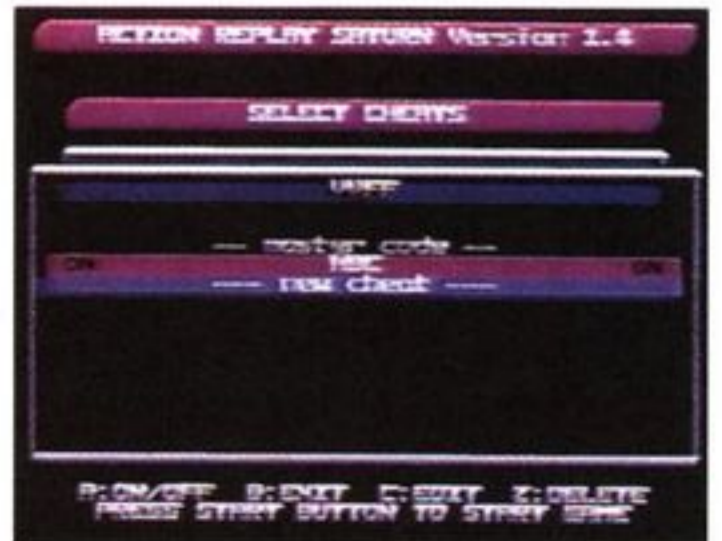 ACTION REPLAY SATURN Version 1.4
SELECT CHEATS
-- master code --
ON ON
---- new cheat ----
A:ON/OFF B:EXIT C:EDIT Z:DELETE
PRESS START BUTTON TO START GAME